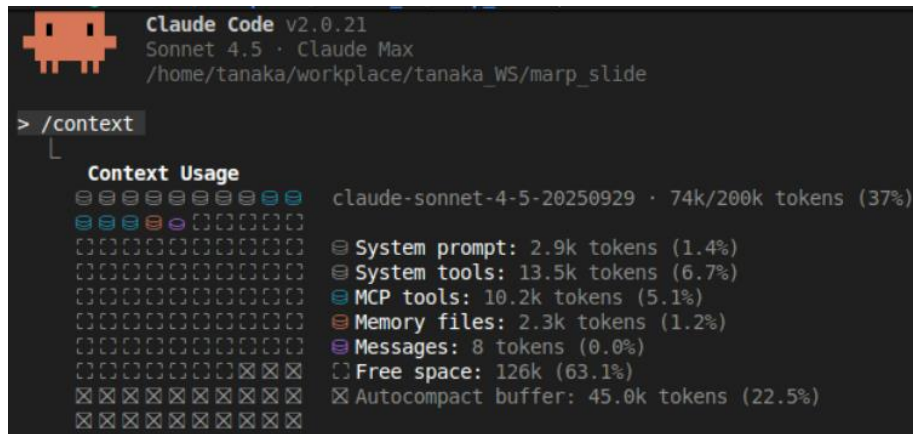 Claude Code v2.0.21
Sonnet 4.5 · Claude Max
/home/tanaka/workplace/tanaka_WS/marp_slide
> /context
Context Usage
claude-sonnet-4-5-20250929 · 74k/200k tokens (37%)
System prompt: 2.9k tokens (1.4%)
System tools: 13.5k tokens (6.7%)
MCP tools: 10.2k tokens (5.1%)
Memory files: 2.3k tokens (1.2%)
Messages: 8 tokens (0.0%)
Free space: 126k (63.1%)
Autocompact buffer: 45.0k tokens (22.5%)